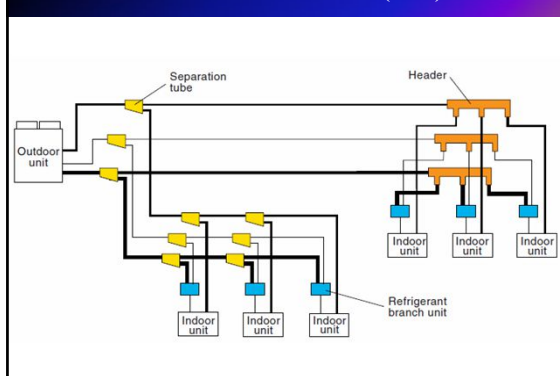 Separation
tube
Header
Outdoor
unit
Indoor
unit
Indoor
unit
Indoor
unit
Refrigerant
branch unit
Indoor
unit
Indoor
unit
Indoor
unit